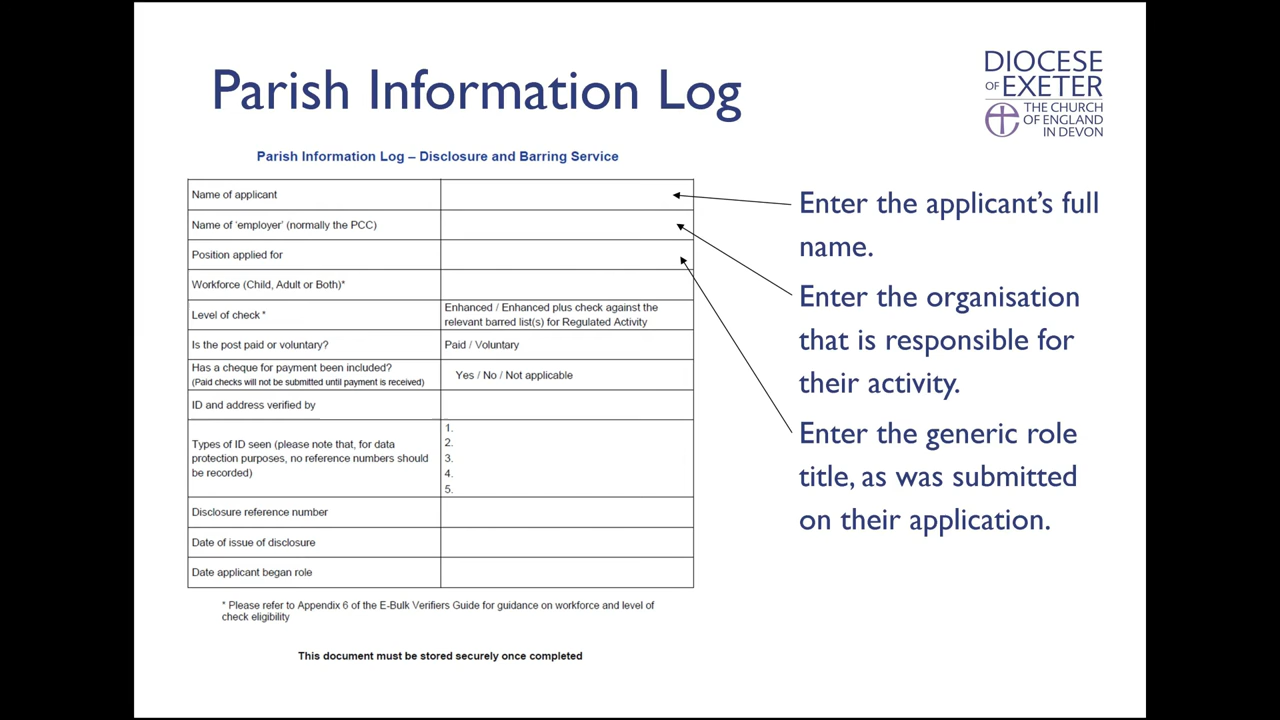 Parish Information Log
DIOCESE
OF EXETER
THE CHURCH
OF ENGLAND
IN DEVON
Parish Information Log – Disclosure and Barring Service
Name of applicant
Name of ‘employer’ (normally the PCC)
Position applied for
Workforce (Child, Adult or Both)*
Level of check *
Enhanced / Enhanced plus check against the
relevant barred list(s) for Regulated Activity
Is the post paid or voluntary?
Paid / Voluntary
Has a cheque for payment been included?
(Paid checks will not be submitted until payment is received)
Yes / No / Not applicable
ID and address verified by
Types of ID seen (please note that, for data
protection purposes, no reference numbers should
be recorded)
1.
2.
3.
4.
5.
Disclosure reference number
Date of issue of disclosure
Date applicant began role
* Please refer to Appendix 6 of the E-Bulk Verifiers Guide for guidance on workforce and level of
check eligibility
This document must be stored securely once completed
Enter the applicant’s full
name.
Enter the organisation
that is responsible for
their activity.
Enter the generic role
title, as was submitted
on their application.